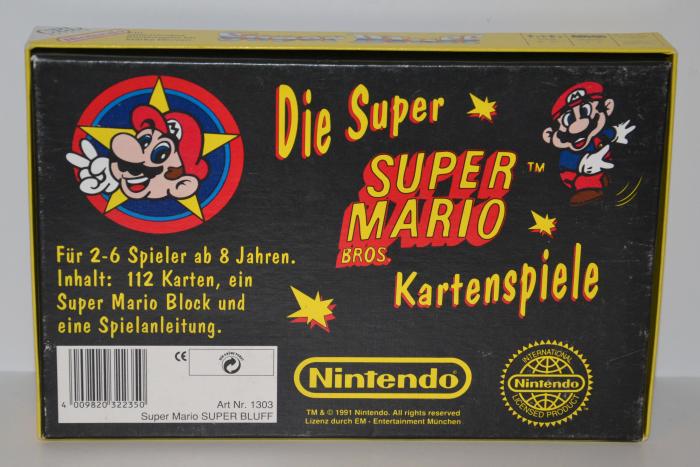 Die Super
SUPER
MARIO
BROS.
TM
Kartenspiele
Für 2-6 Spieler ab 8 Jahren.
Inhalt: 112 Karten, ein
Super Mario Block und
eine Spielanleitung.
4 009820 322350
CE
Art Nr. 1303
Super Mario SUPER BLUFF
Nintendo®
TM & © 1991 Nintendo. All rights reserved
Lizenz durch EM - Entertainment München
INTERNATIONAL
Nintendo
LICENSED PRODUCT